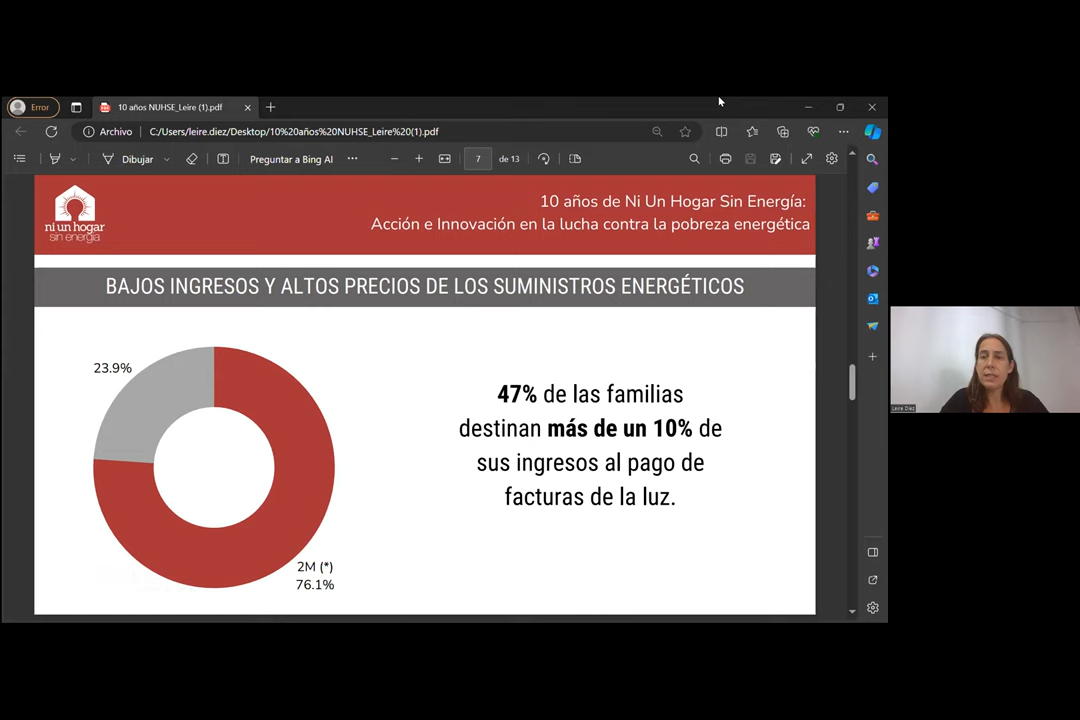 Error
10 años NUHSE_Leire (1).pdf
Archivo
C:/Users/leire.diez/Desktop/10%20años%20NUHSE_Leire%20(1).pdf
Dibujar
Preguntar a Bing AI
7
de 13
ni un hogar
sin energía
10 años de Ni Un Hogar Sin Energía:
Acción e Innovación en la lucha contra la pobreza energética
BAJOS INGRESOS Y ALTOS PRECIOS DE LOS SUMINISTROS ENERGÉTICOS
23.9%
2M (*)
76.1%
47% de las familias
destinan más de un 10% de
sus ingresos al pago de
facturas de la luz.
Leire Díez